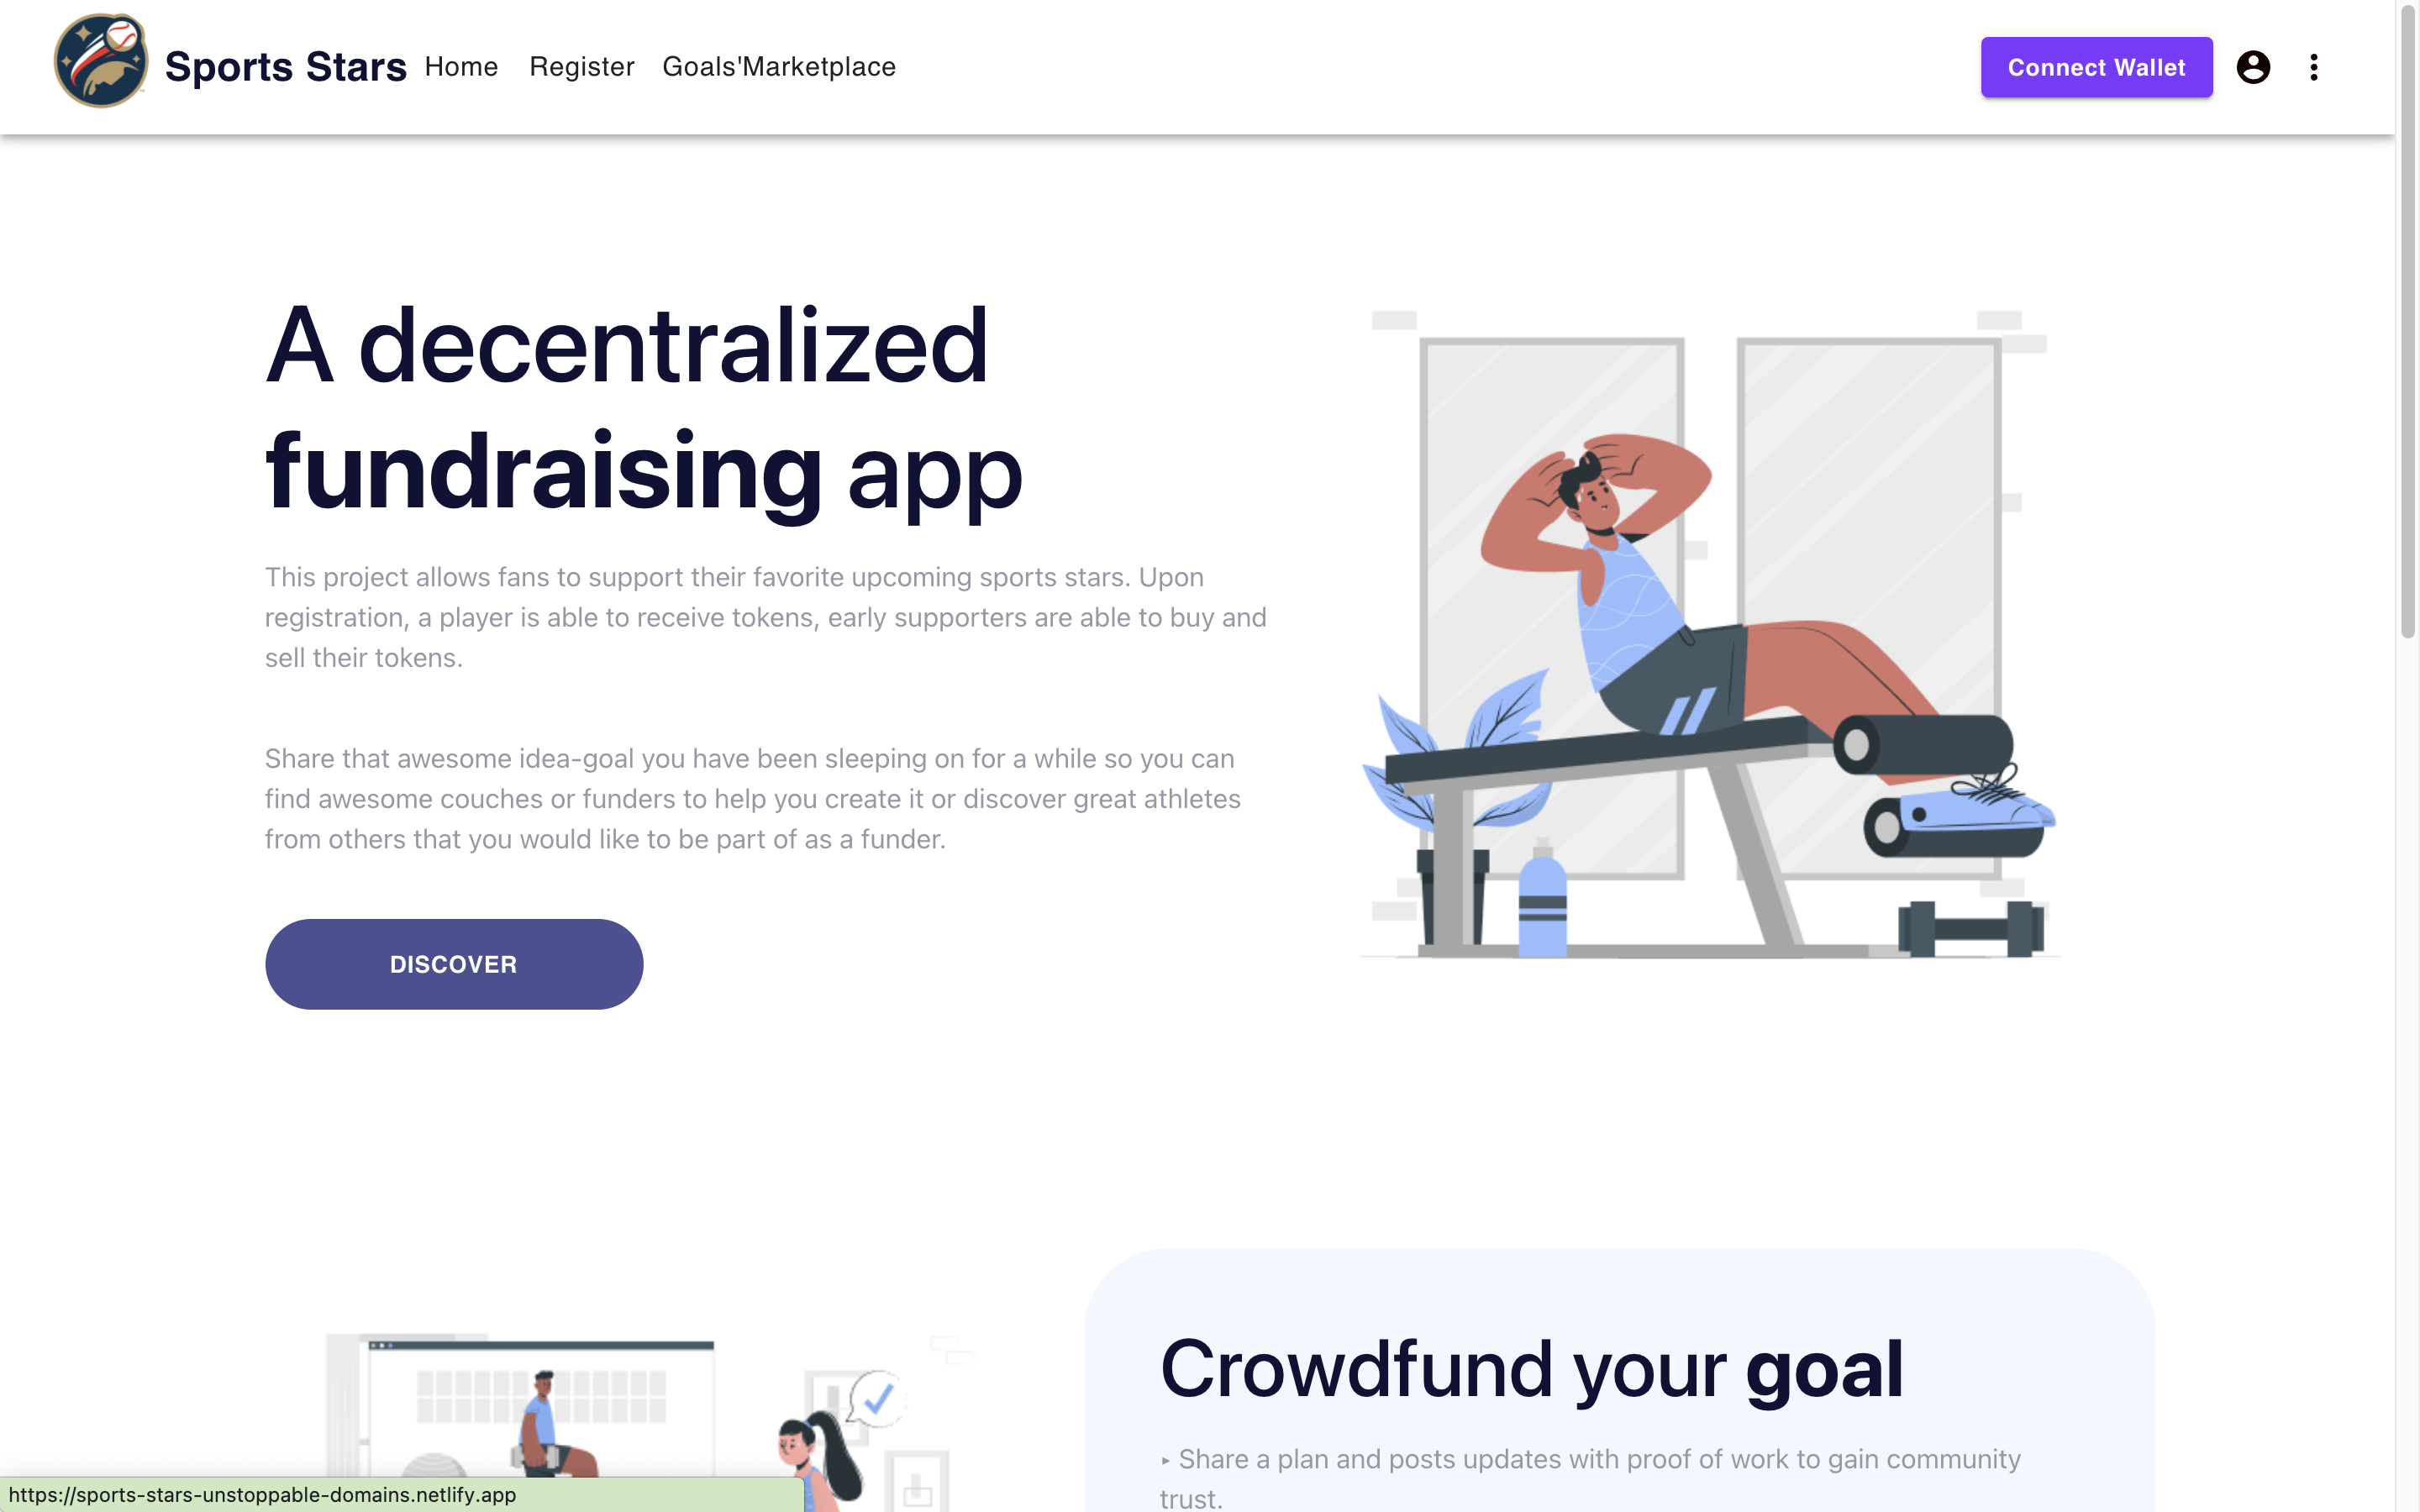 Sports Stars Home Register Goals'Marketplace Connect Wallet
A decentralized
fundraising app
This project allows fans to support their favorite upcoming sports stars. Upon
registration, a player is able to receive tokens, early supporters are able to buy and
sell their tokens.
Share that awesome idea-goal you have been sleeping on for a while so you can
find awesome couches or funders to help you create it or discover great athletes
from others that you would like to be part of as a funder.
DISCOVER
Crowdfund your goal
‣ Share a plan and posts updates with proof of work to gain community
trust.
https://sports-stars-unstoppable-domains.netlify.app